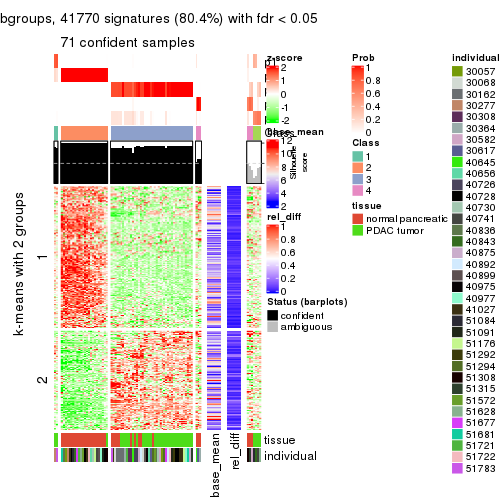 bgroups, 41770 signatures (80.4%) with fdr < 0.05
71 confident samples
k-means with 2 groups
1
2
Class
Silhouette
score
tissue
individual
base_mean
rel_diff
z-score
2
1
0
-1
-2
base_mean
12
10
8
6
4
2
rel_diff
1
0.8
0.6
0.4
0.2
0
Status (barplots)
confident
ambiguous
Prob
1
0.8
0.6
0.4
0.2
0
Class
1
2
3
4
tissue
normal pancreatic
PDAC tumor
individual
30057
30068
30162
30277
30308
30364
30582
30617
40645
40656
40726
40728
40730
40741
40836
40843
40875
40892
40899
40975
40977
41027
51084
51091
51176
51292
51294
51308
51315
51572
51628
51677
51681
51721
51722
51783